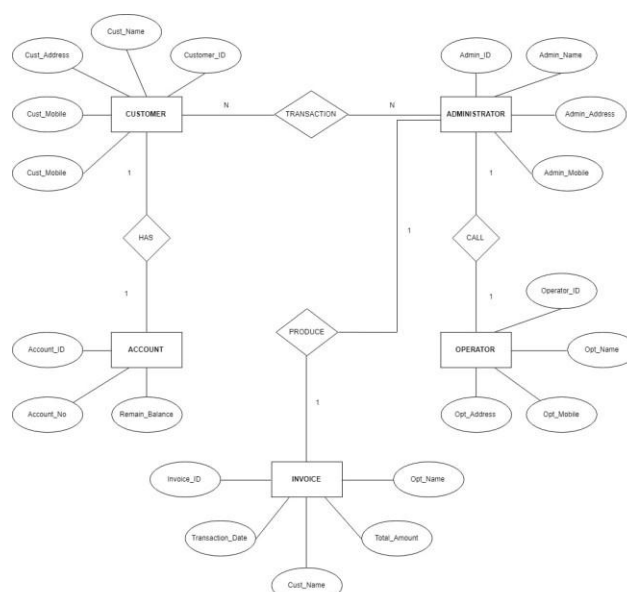 Cust_Name
Cust_Address
Customer_ID
Admin_ID
Admin_Name
Cust_Mobile
CUSTOMER
N
TRANSACTION
N
ADMINISTRATOR
Admin_Address
Cust_Mobile
1
1
Admin_Mobile
HAS
1
CALL
1
1
Operator_ID
PRODUCE
Account_ID
ACCOUNT
OPERATOR
Opt_Name
Account_No
Remain_Balance
1
Opt_Address
Opt_Mobile
Invoice_ID
INVOICE
Opt_Name
Transaction_Date
Total_Amount
Cust_Name